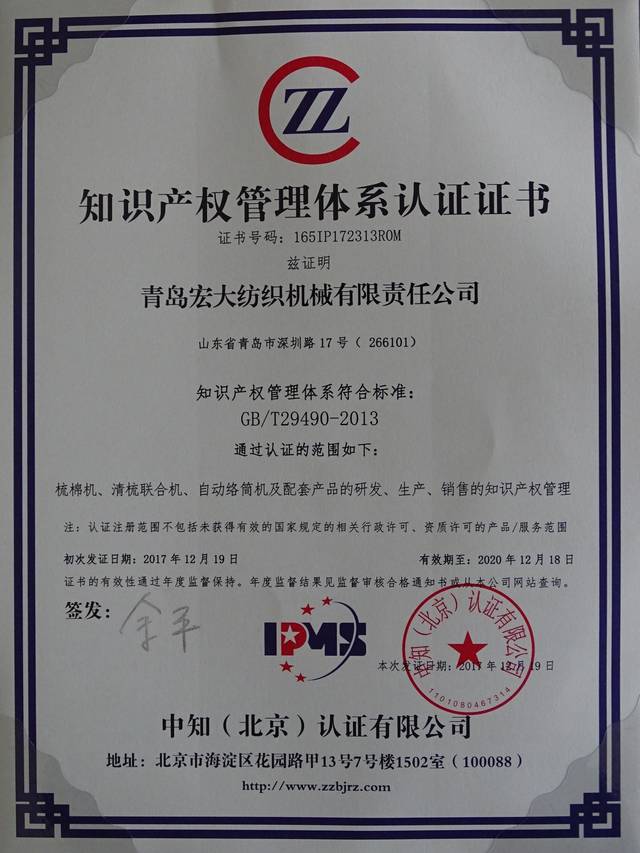 ZZ
知识产权管理体系认证证书
证书号码：165IP172313R0M
兹证明
青岛宏大纺织机械有限责任公司
山东省青岛市深圳路17号（ 266101）
知识产权管理体系符合标准：
GB/T29490-2013
通过认证的范围如下：
梳棉机、清梳联合机、自动络筒机及配套产品的研发、生产、销售的知识产权管理
注：认证注册范围不包括未获得有效的国家规定的相关行政许可、资质许可的产品/服务范围
初次发证日期：2017年12月19日 有效期至：2020年12月18日
证书的有效性通过年度监督保持。年度监督结果见监督审核合格通知书或从本公司网站查询。
签发：余平
IPMS
本次发证日期：2017年12月19日
中知（北京）认证有限公司
1101080467314
中知（北京）认证有限公司
地址：北京市海淀区花园路甲13号7号楼1502室（100088）
http://www.zzbjrz.com